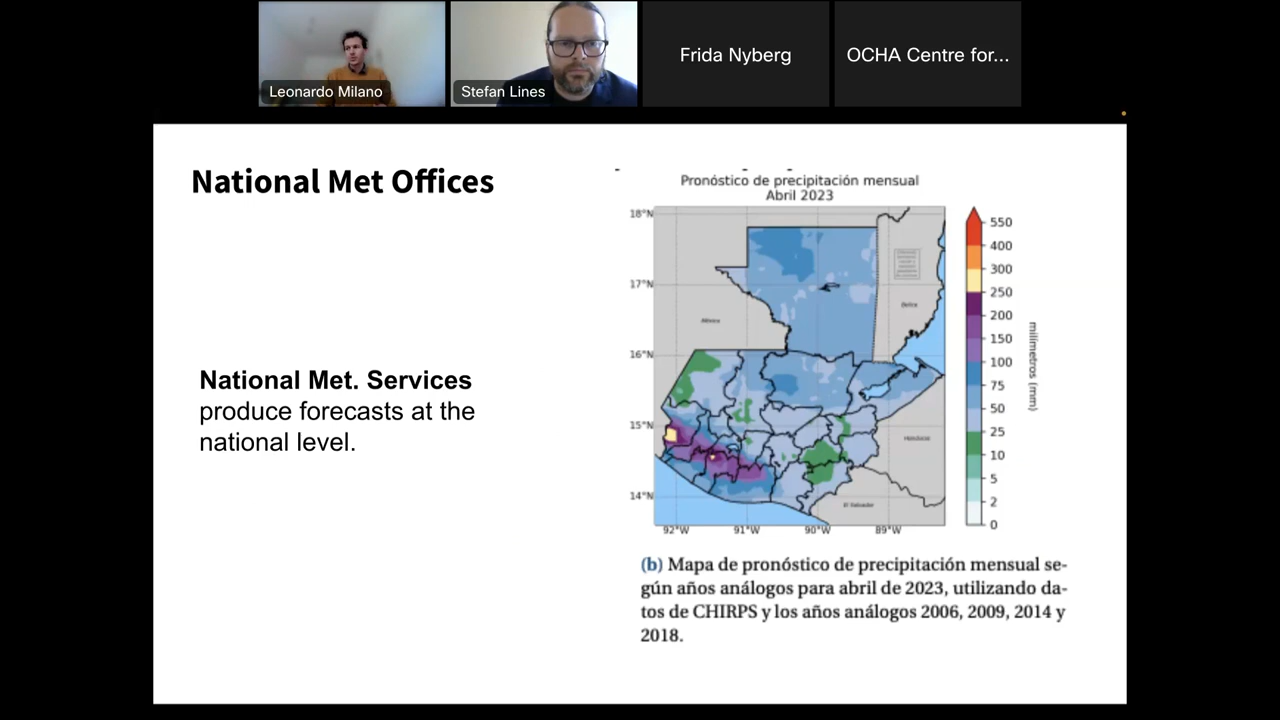 Leonardo Milano
Stefan Lines
Frida Nyberg
OCHA Centre for...
National Met Offices
National Met. Services
produce forecasts at the
national level.
Pronóstico de precipitación mensual
Abril 2023
18°N
17°N
16°N
15°N
14°N
92°W 91°W 90°W 89°W
México
Belice
Honduras
El Salvador
550
400
300
250
200
150
100
75
50
25
10
5
2
0
milímetros (mm)
(b) Mapa de pronóstico de precipitación mensual se-
gún años análogos para abril de 2023, utilizando da-
tos de CHIRPS y los años análogos 2006, 2009, 2014 y
2018.